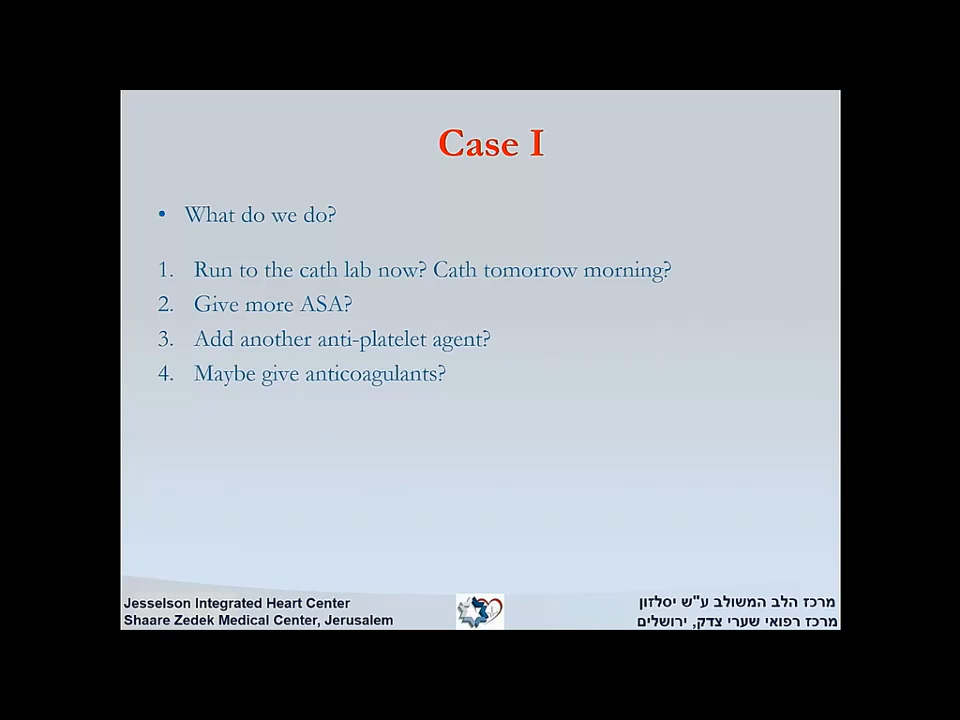 Case I
• What do we do?
1. Run to the cath lab now? Cath tomorrow morning?
2. Give more ASA?
3. Add another anti-platelet agent?
4. Maybe give anticoagulants?
Jesselson Integrated Heart Center
Shaare Zedek Medical Center, Jerusalem
מרכז הלב המשולב ע"ש יסלזון
מרכז רפואי שערי צדק, ירושלים